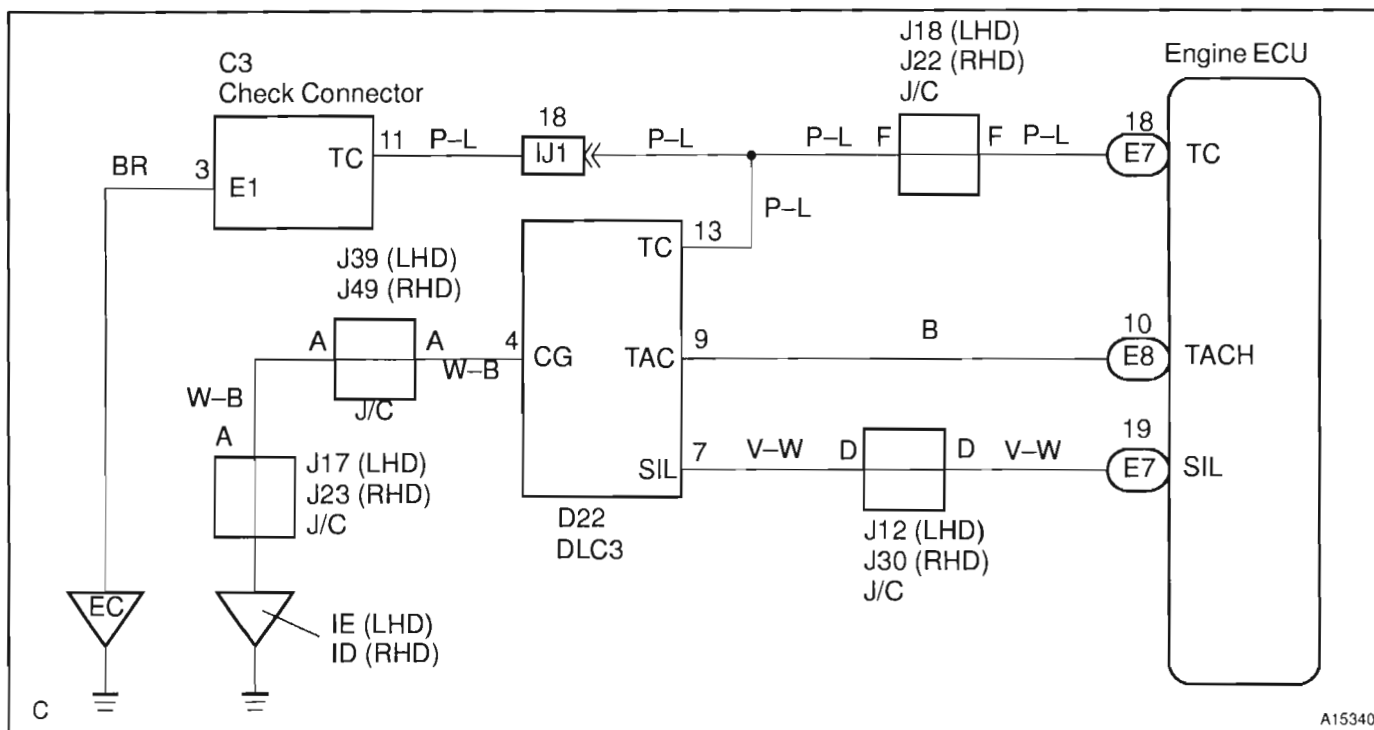 C3
Check Connector
J18 (LHD)
J22 (RHD)
J/C
Engine ECU
BR
3
E1
TC
11
P–L
18
IJ1
P–L
P–L
F
F
P–L
18
E7
TC
P–L
J39 (LHD)
J49 (RHD)
TC
13
A
A
W–B
J/C
4
CG
TAC
9
B
10
E8
TACH
W–B
A
J17 (LHD)
J23 (RHD)
J/C
SIL
7
V–W
D
D
V–W
19
E7
SIL
D22
DLC3
J12 (LHD)
J30 (RHD)
J/C
EC
IE (LHD)
ID (RHD)
C
A15340